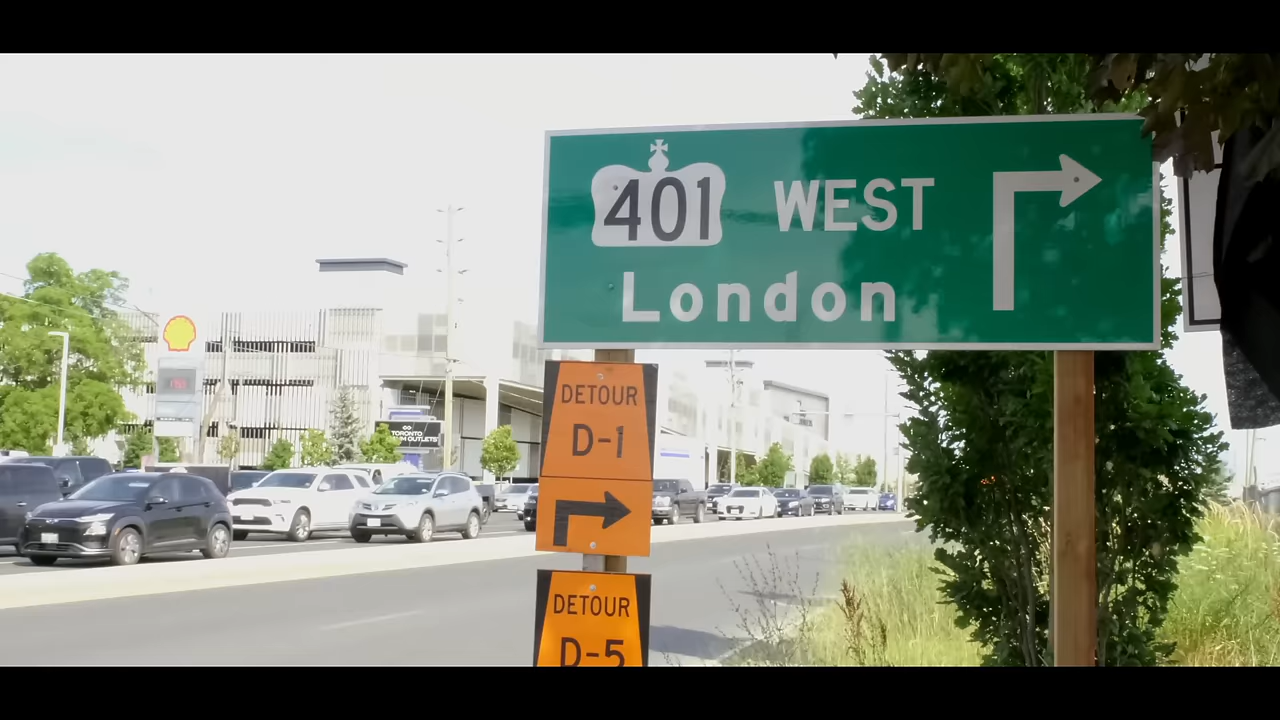 401 WEST
London
DETOUR
D-1
DETOUR
D-5
TORONTO
OUTLETS